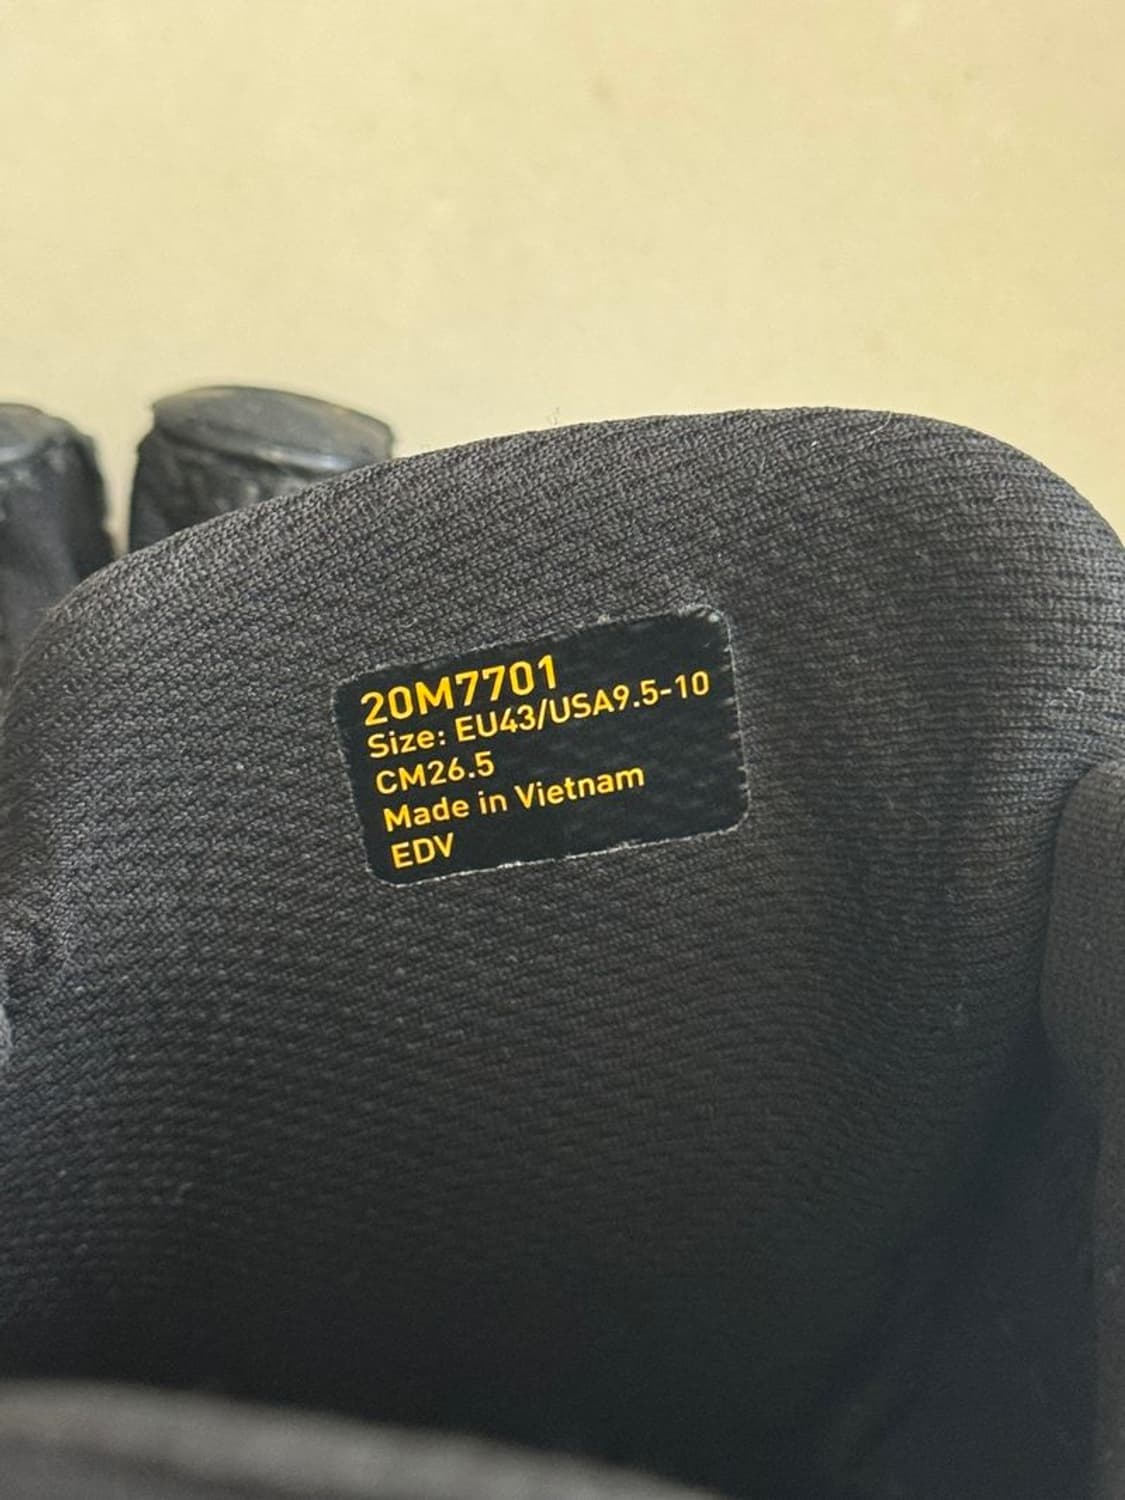 20M7701
Size: EU43/USA9.5-10
CM26.5
Made in Vietnam
EDV